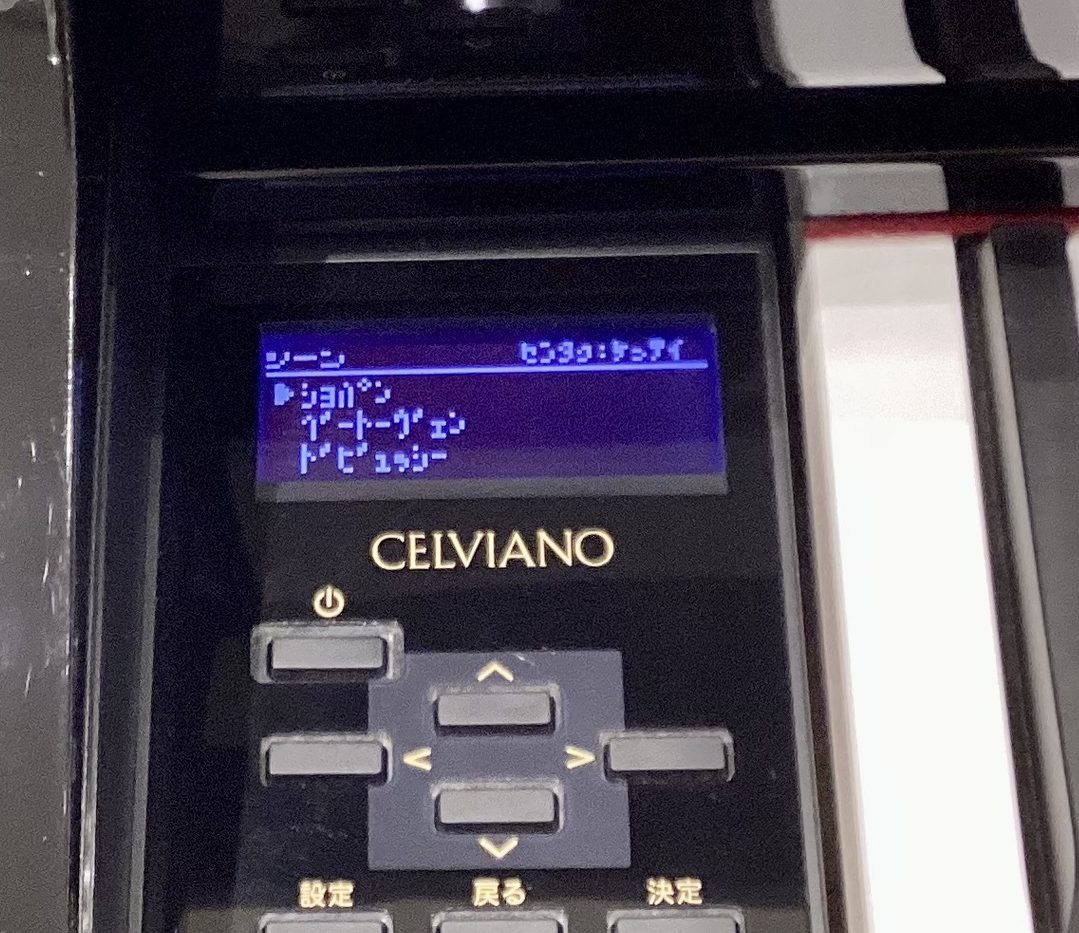 シーン センタク:ケッテイ
▶ショパン
ベートーヴェン
ドビュッシー
CELVIANO
設定 戻る 決定